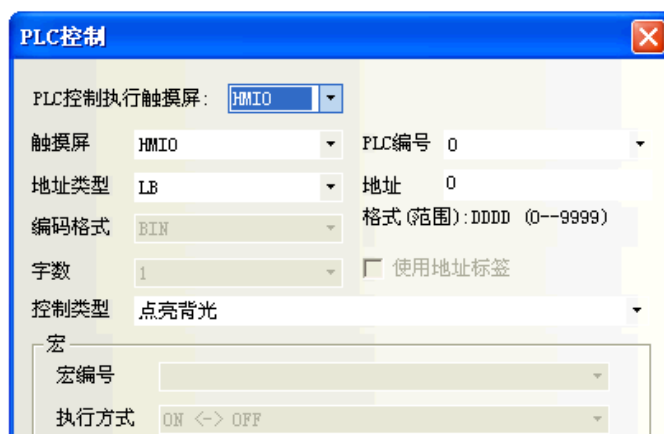 PLC控制
PLC控制执行触摸屏: HMI0
触摸屏 HMI0 PLC编号 0
地址类型 LB 地址 0
编码格式 BIN 格式(范围):DDDD (0--9999)
字数 1 使用地址标签
控制类型 点亮背光
宏
宏编号
执行方式 ON <-> OFF